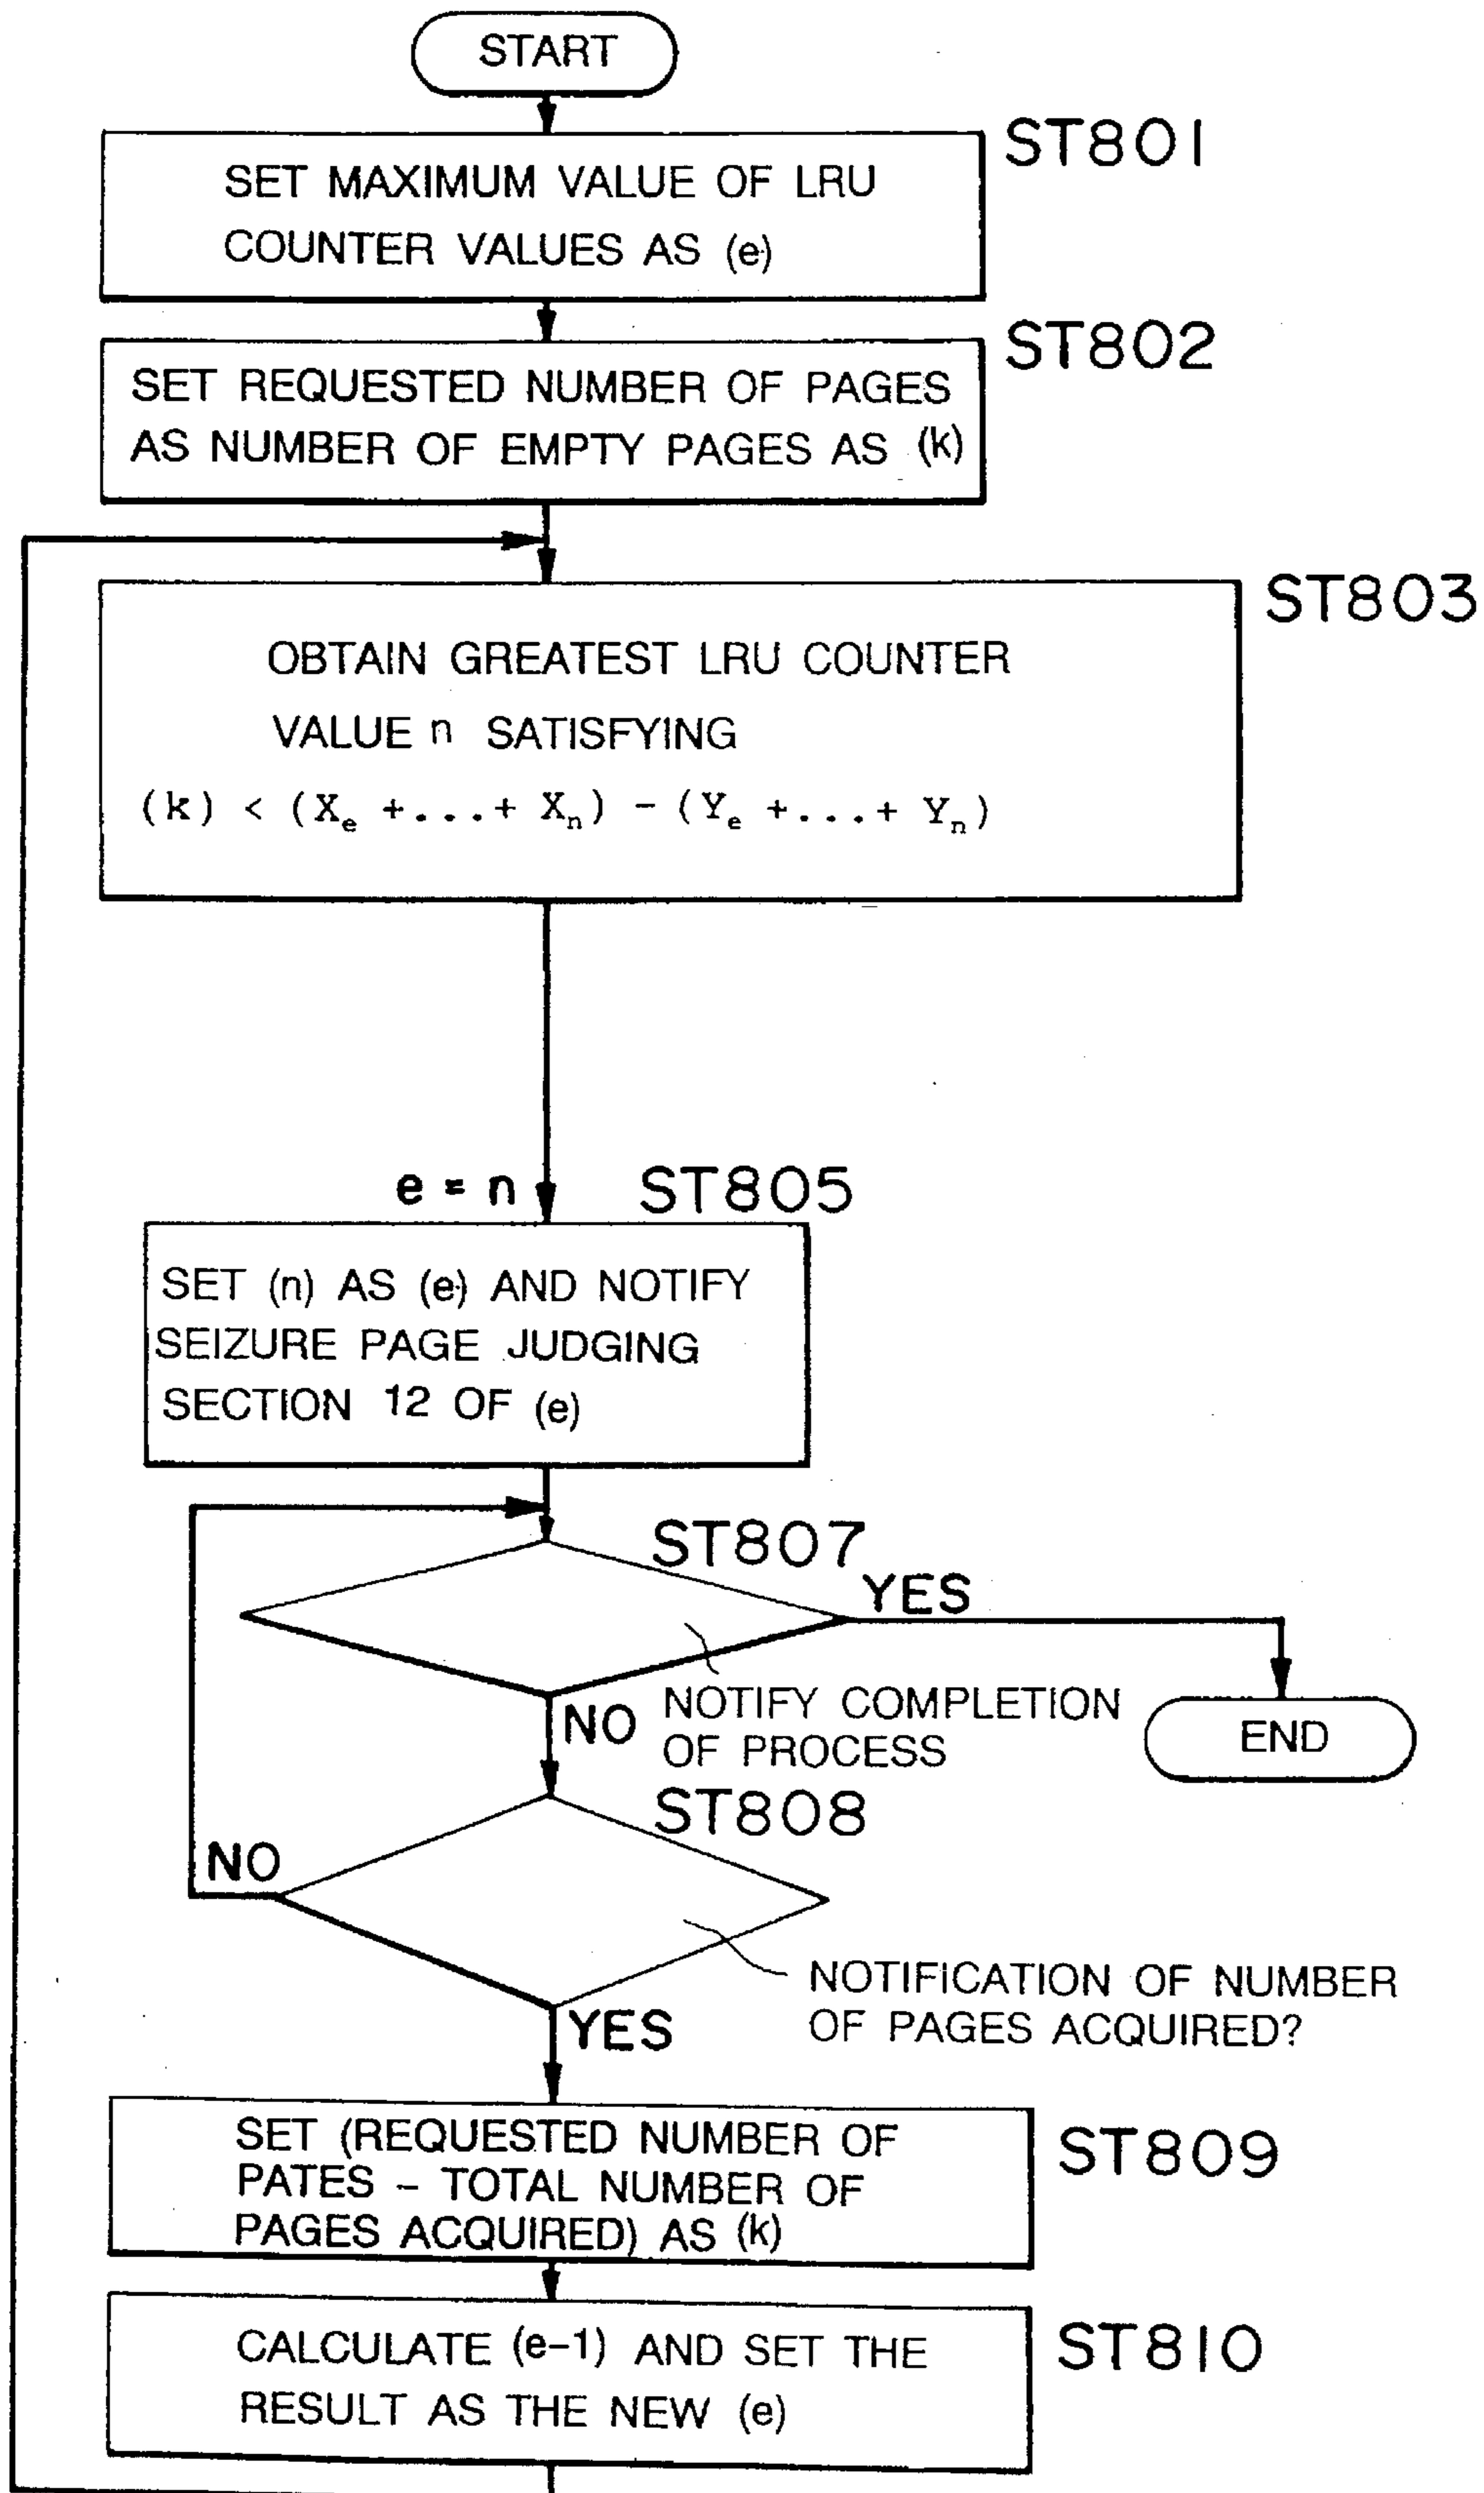 START
ST801
SET MAXIMUM VALUE OF LRU
COUNTER VALUES AS (e)
ST802
SET REQUESTED NUMBER OF PAGES
AS NUMBER OF EMPTY PAGES AS (k)
ST803
OBTAIN GREATEST LRU COUNTER
VALUE n SATISFYING
(k) < (Xe +...+ Xn) - (Ye +...+ Yn)
e = n
ST805
SET (n) AS (e) AND NOTIFY
SEIZURE PAGE JUDGING
SECTION 12 OF (e)
ST807
YES
NO
NOTIFY COMPLETION
OF PROCESS
END
ST808
NO
NOTIFICATION OF NUMBER
OF PAGES ACQUIRED?
YES
SET (REQUESTED NUMBER OF
PATES - TOTAL NUMBER OF
PAGES ACQUIRED) AS (k)
ST809
CALCULATE (e-1) AND SET THE
RESULT AS THE NEW (e)
ST810